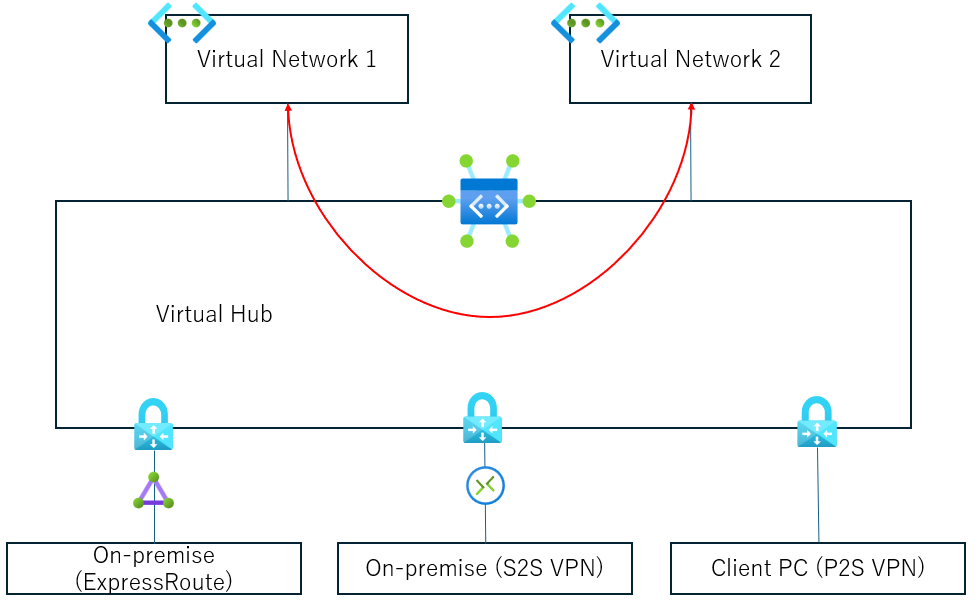 Virtual Network 1
Virtual Network 2
Virtual Hub
On-premise
(ExpressRoute)
On-premise (S2S VPN)
Client PC (P2S VPN)